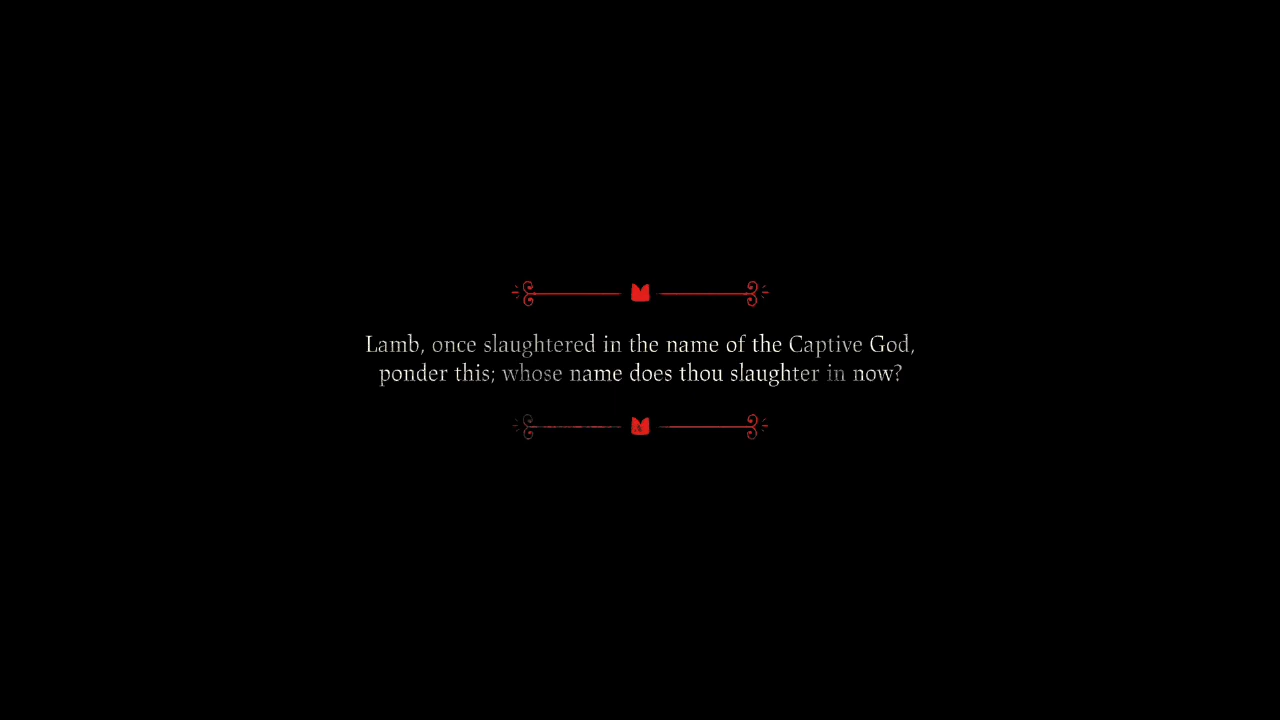 Lamb, once slaughtered in the name of the Captive God,
ponder this; whose name does thou slaughter in now?